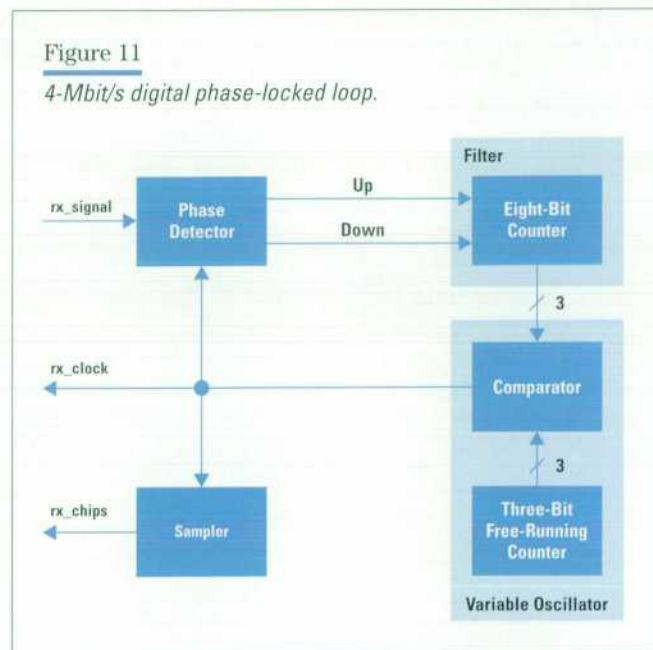 Figure 11
4-Mbit/s digital phase-locked loop.
Filter
rx_signal
Phase
Detector
Up
Down
Eight-Bit
Counter
3
rx_clock
Comparator
3
rx_chips
Sampler
Three-Bit
Free-Running
Counter
Variable Oscillator